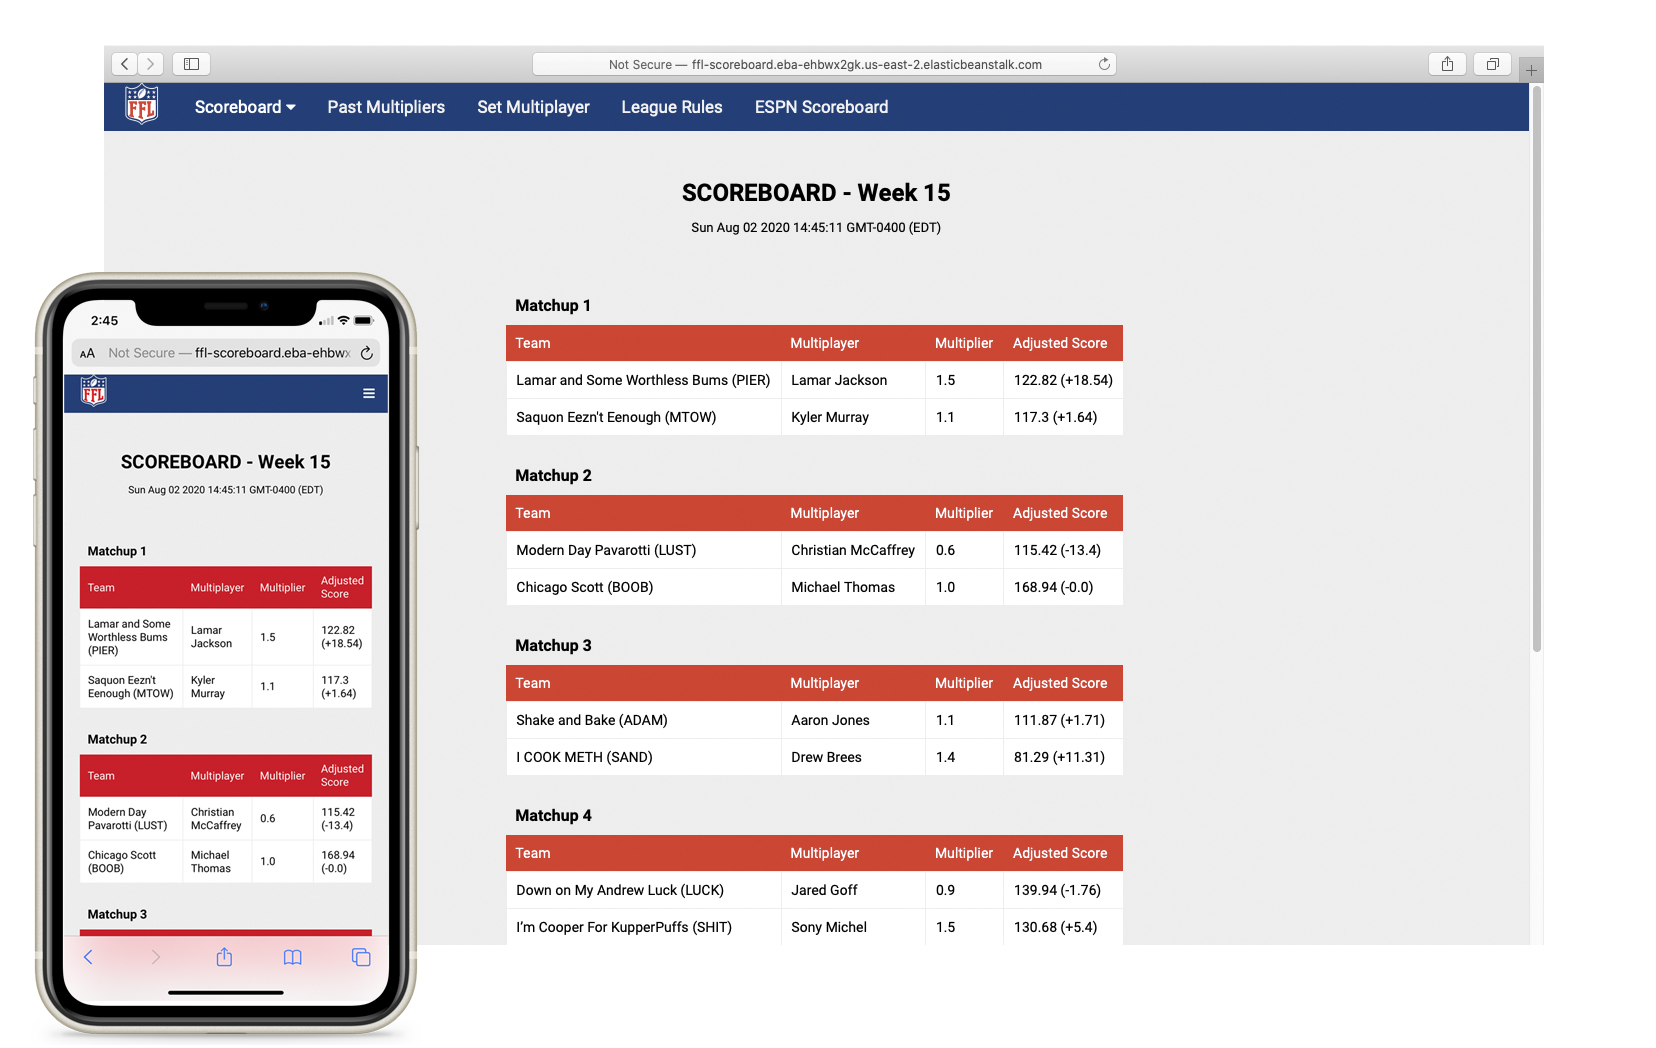 Not Secure — ffl-scoreboard.eba-ehbwx2gk.us-east-2.elasticbeanstalk.com
FFL
Scoreboard
Past Multipliers
Set Multiplayer
League Rules
ESPN Scoreboard
SCOREBOARD - Week 15
Sun Aug 02 2020 14:45:11 GMT-0400 (EDT)
Matchup 1
Team Multiplayer Multiplier Adjusted Score
Lamar and Some Worthless Bums (PIER) Lamar Jackson 1.5 122.82 (+18.54)
Saquon Eezn't Eenough (MTOW) Kyler Murray 1.1 117.3 (+1.64)
Matchup 2
Team Multiplayer Multiplier Adjusted Score
Modern Day Pavarotti (LUST) Christian McCaffrey 0.6 115.42 (-13.4)
Chicago Scott (BOOB) Michael Thomas 1.0 168.94 (-0.0)
Matchup 3
Team Multiplayer Multiplier Adjusted Score
Shake and Bake (ADAM) Aaron Jones 1.1 111.87 (+1.71)
I COOK METH (SAND) Drew Brees 1.4 81.29 (+11.31)
Matchup 4
Team Multiplayer Multiplier Adjusted Score
Down on My Andrew Luck (LUCK) Jared Goff 0.9 139.94 (-1.76)
I'm Cooper For KupperPuffs (SHIT) Sony Michel 1.5 130.68 (+5.4)
2:45
AA Not Secure — ffl-scoreboard.eba-ehbwx
FFL
SCOREBOARD - Week 15
Sun Aug 02 2020 14:45:11 GMT-0400 (EDT)
Matchup 1
Team Multiplayer Multiplier Adjusted
Score
Lamar and Some
Worthless Bums
(PIER)
Lamar
Jackson
1.5
122.82
(+18.54)
Saquon Eezn't
Eenough (MTOW)
Kyler
Murray
1.1
117.3
(+1.64)
Matchup 2
Team Multiplayer Multiplier Adjusted
Score
Modern Day
Pavarotti (LUST)
Christian
McCaffrey
0.6
115.42
(-13.4)
Chicago Scott
(BOOB)
Michael
Thomas
1.0
168.94
(-0.0)
Matchup 3